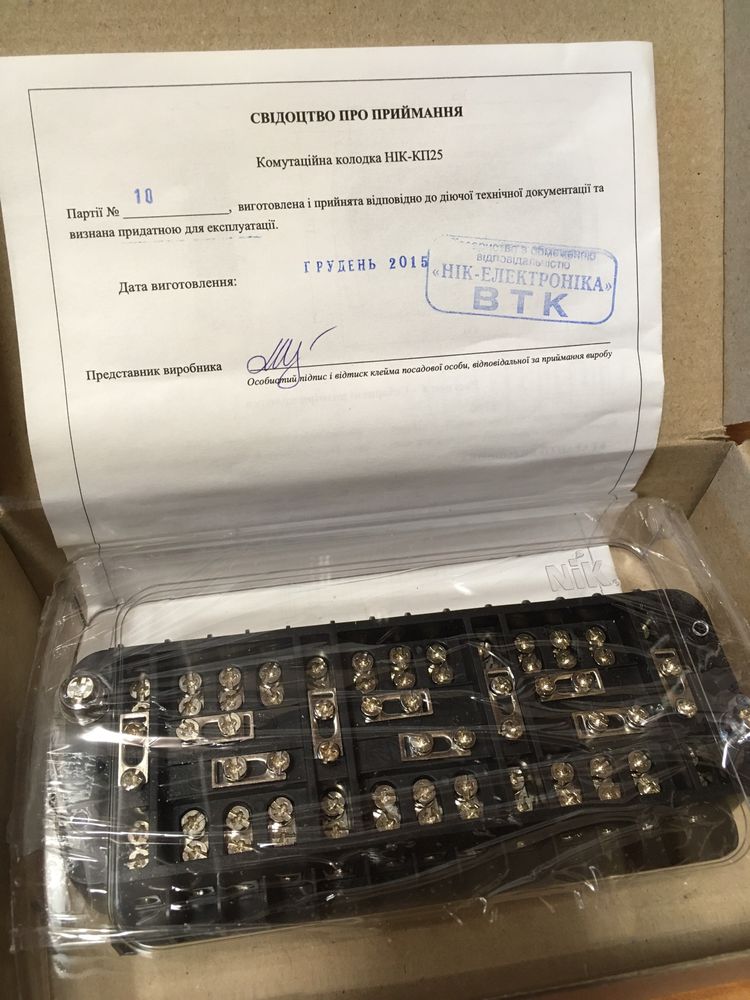 СВІДОЦТВО ПРО ПРИЙМАННЯ
Комутаційна колодка НІК-КП25
Партії № 10, виготовлена і прийнята відповідно до діючої технічної документації та
визнана придатною для експлуатації.
Дата виготовлення: ГРУДЕНЬ 2015
Товариство з обмеженою
відповідальністю
«НІК-ЕЛЕКТРОНІКА»
ВТК
Представник виробника
Особистий підпис і відтиск клейма посадової особи, відповідальної за приймання виробу
NiK